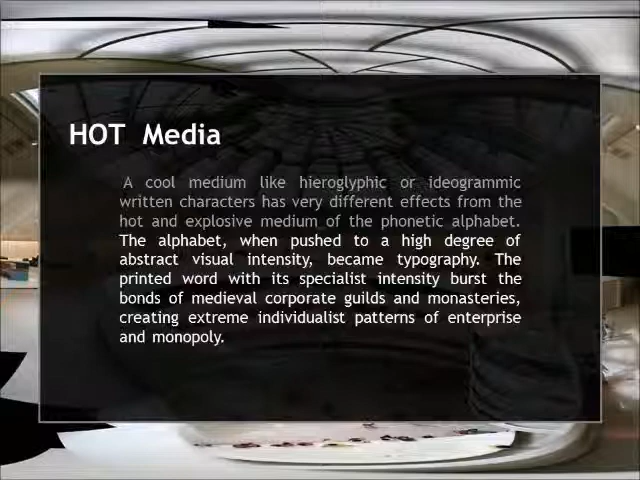 HOT Media
A cool medium like hieroglyphic or ideogrammic
written characters has very different effects from the
hot and explosive medium of the phonetic alphabet.
The alphabet, when pushed to a high degree of
abstract visual intensity, became typography. The
printed word with its specialist intensity burst the
bonds of medieval corporate guilds and monasteries,
creating extreme individualist patterns of enterprise
and monopoly.